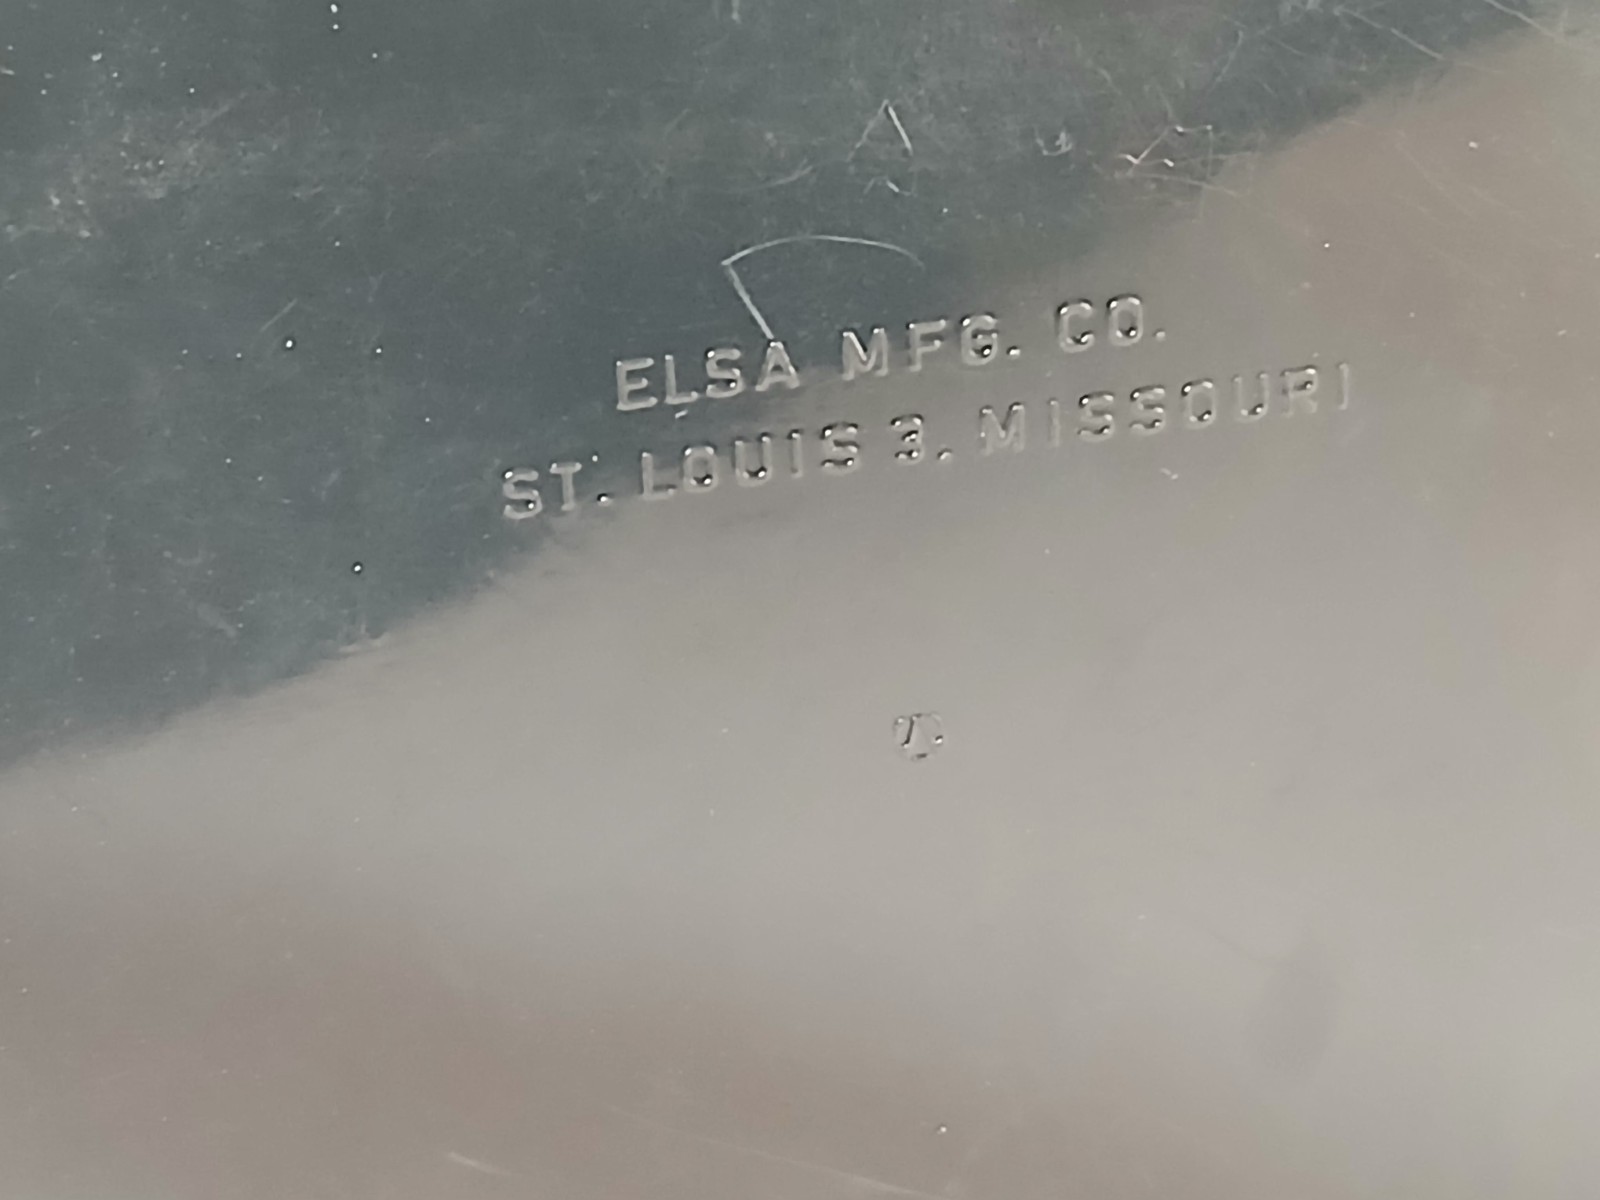 ELSA MFG. CO.
ST. LOUIS 3. MISSOURI